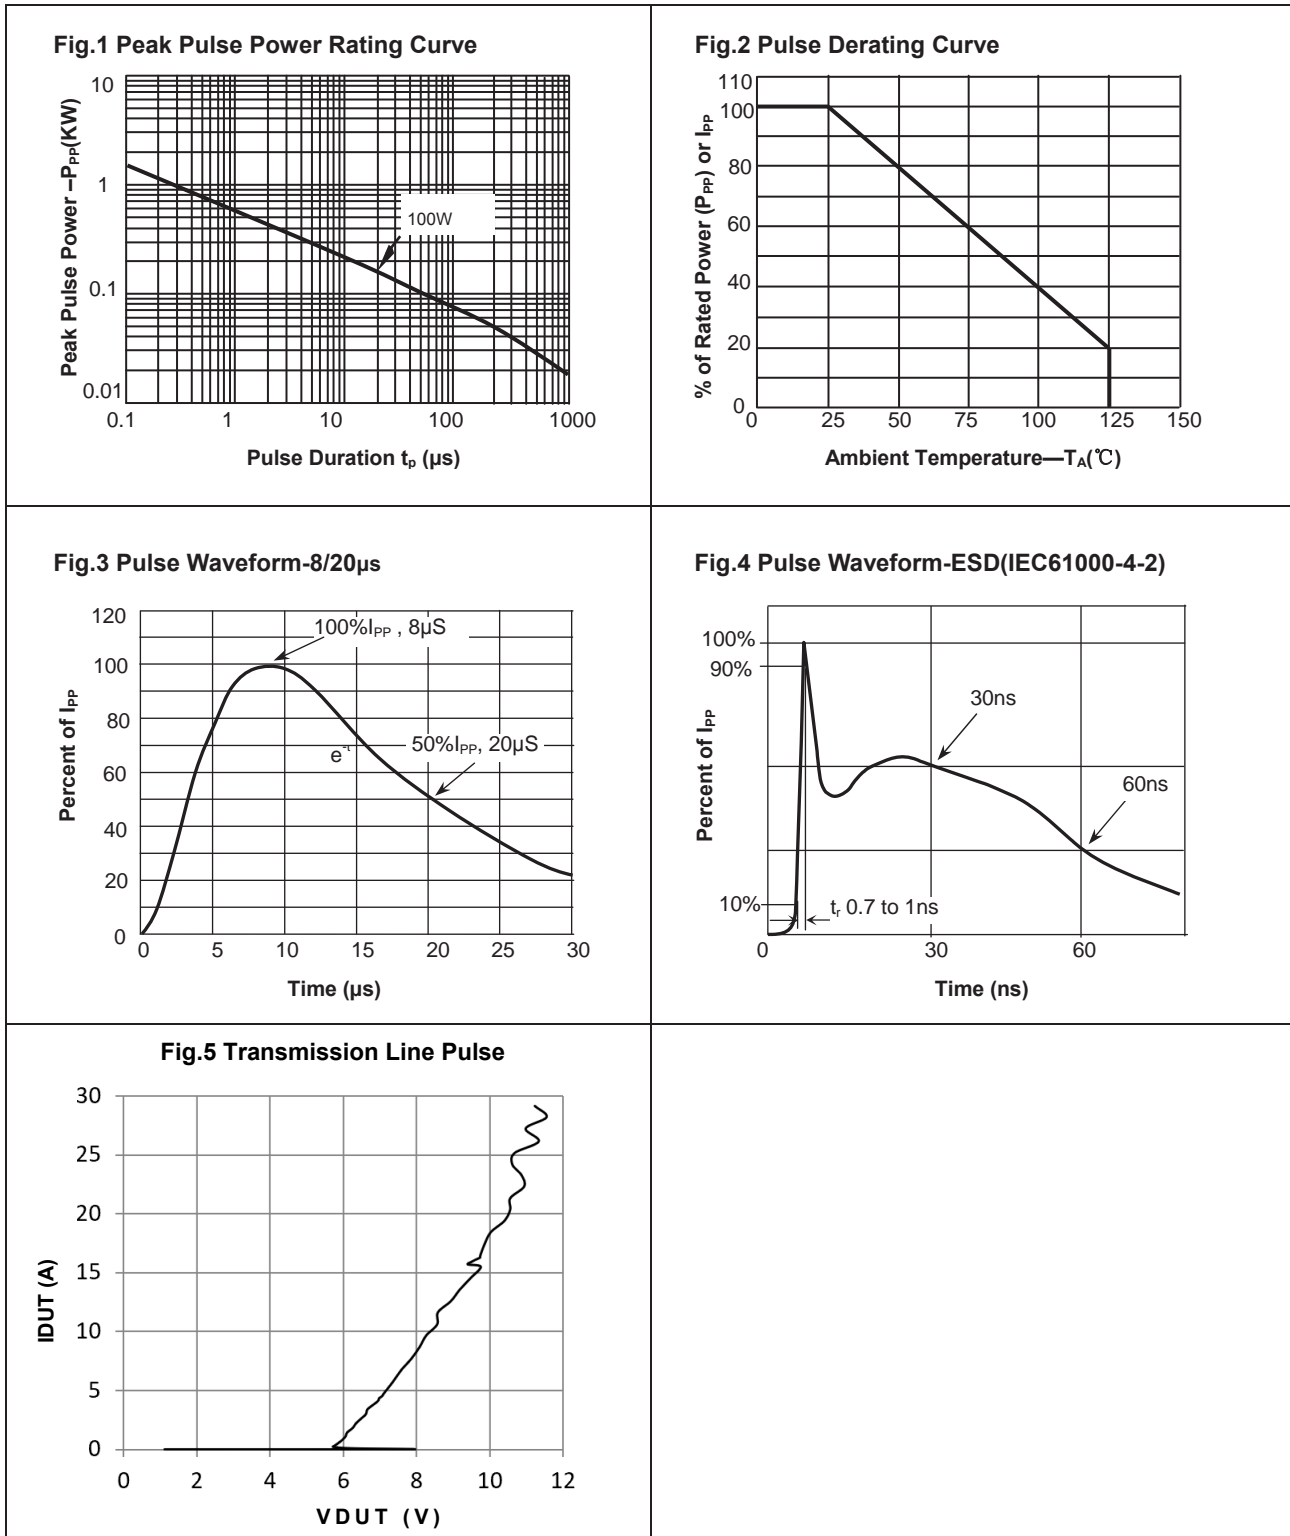 Fig.1 Peak Pulse Power Rating Curve
Peak Pulse Power –PPP(KW)
10
1
0.1
0.01
100W
0.1 1 10 100 1000
Pulse Duration tp (µs)
Fig.2 Pulse Derating Curve
% of Rated Power (PPP) or IPP
110
100
80
60
40
20
0
0 25 50 75 100 125 150
Ambient Temperature—TA(℃)
Fig.3 Pulse Waveform-8/20µs
Percent of IPP
120
100
80
60
40
20
0
100%IPP , 8µS
e-t
50%IPP, 20µS
0 5 10 15 20 25 30
Time (µs)
Fig.4 Pulse Waveform-ESD(IEC61000-4-2)
Percent of IPP
100%
90%
10%
30ns
60ns
tr 0.7 to 1ns
0 30 60
Time (ns)
Fig.5 Transmission Line Pulse
IDUT (A)
30
25
20
15
10
5
0
0 2 4 6 8 10 12
VDUT (V)